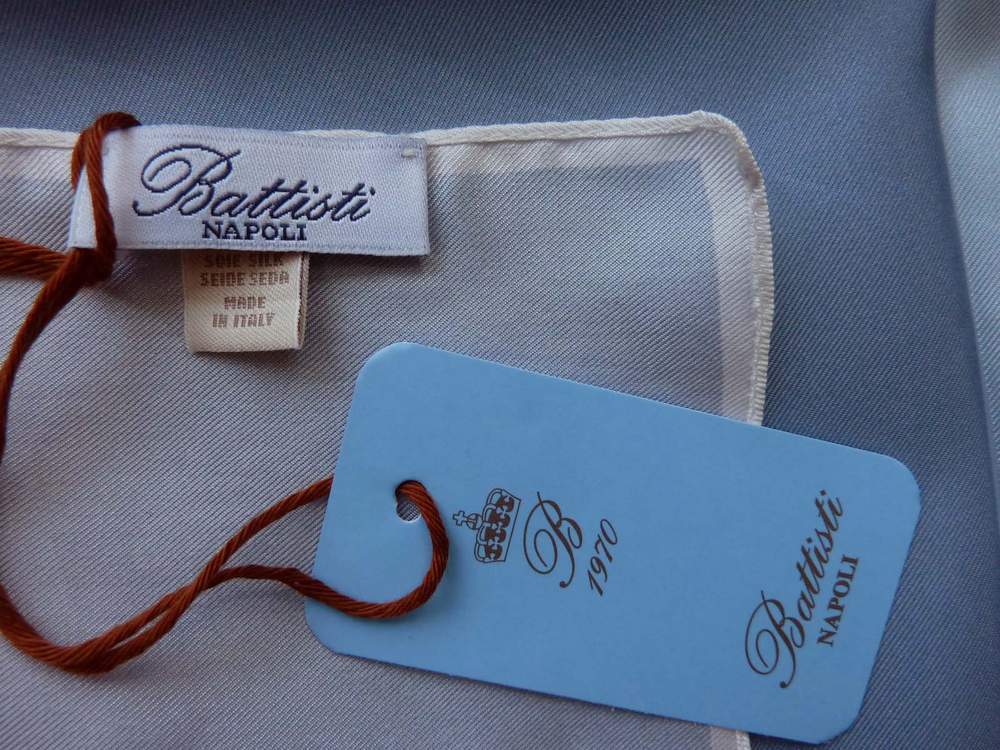 Battisti
NAPOLI
SOIE SILK
SEIDE SEDA
MADE
IN ITALY
B
1970
Battisti
NAPOLI